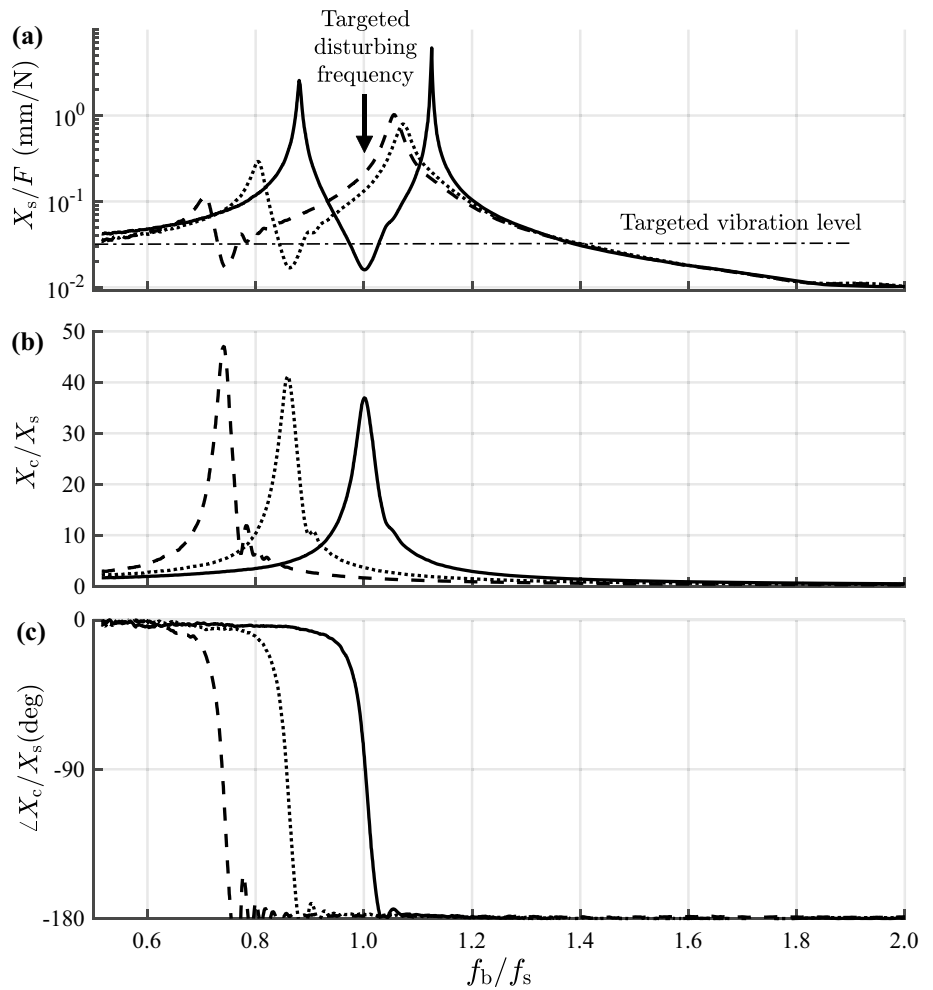 (a)
Targeted
disturbing
frequency
X_s/F (mm/N)
10^0
10^-1
10^-2
Targeted vibration level
(b)
X_c/X_s
50
40
30
20
10
0
(c)
∠X_c/X_s(deg)
0
-90
-180
0.6 0.8 1.0 1.2 1.4 1.6 1.8 2.0
f_b/f_s